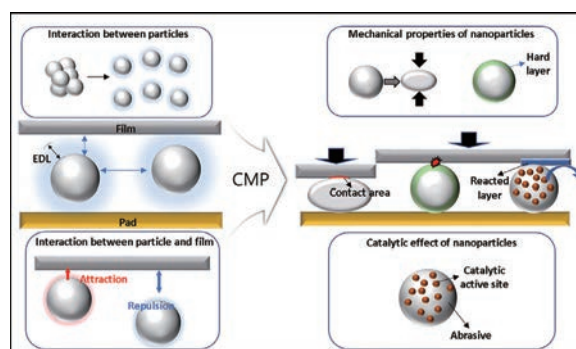 Interaction between particles
Film
EDL
Pad
Interaction between particle and film
Attraction
Repulsion
CMP
Mechanical properties of nanoparticles
Hard
layer
Contact area
Reacted
layer
Catalytic effect of nanoparticles
Catalytic
active site
Abrasive